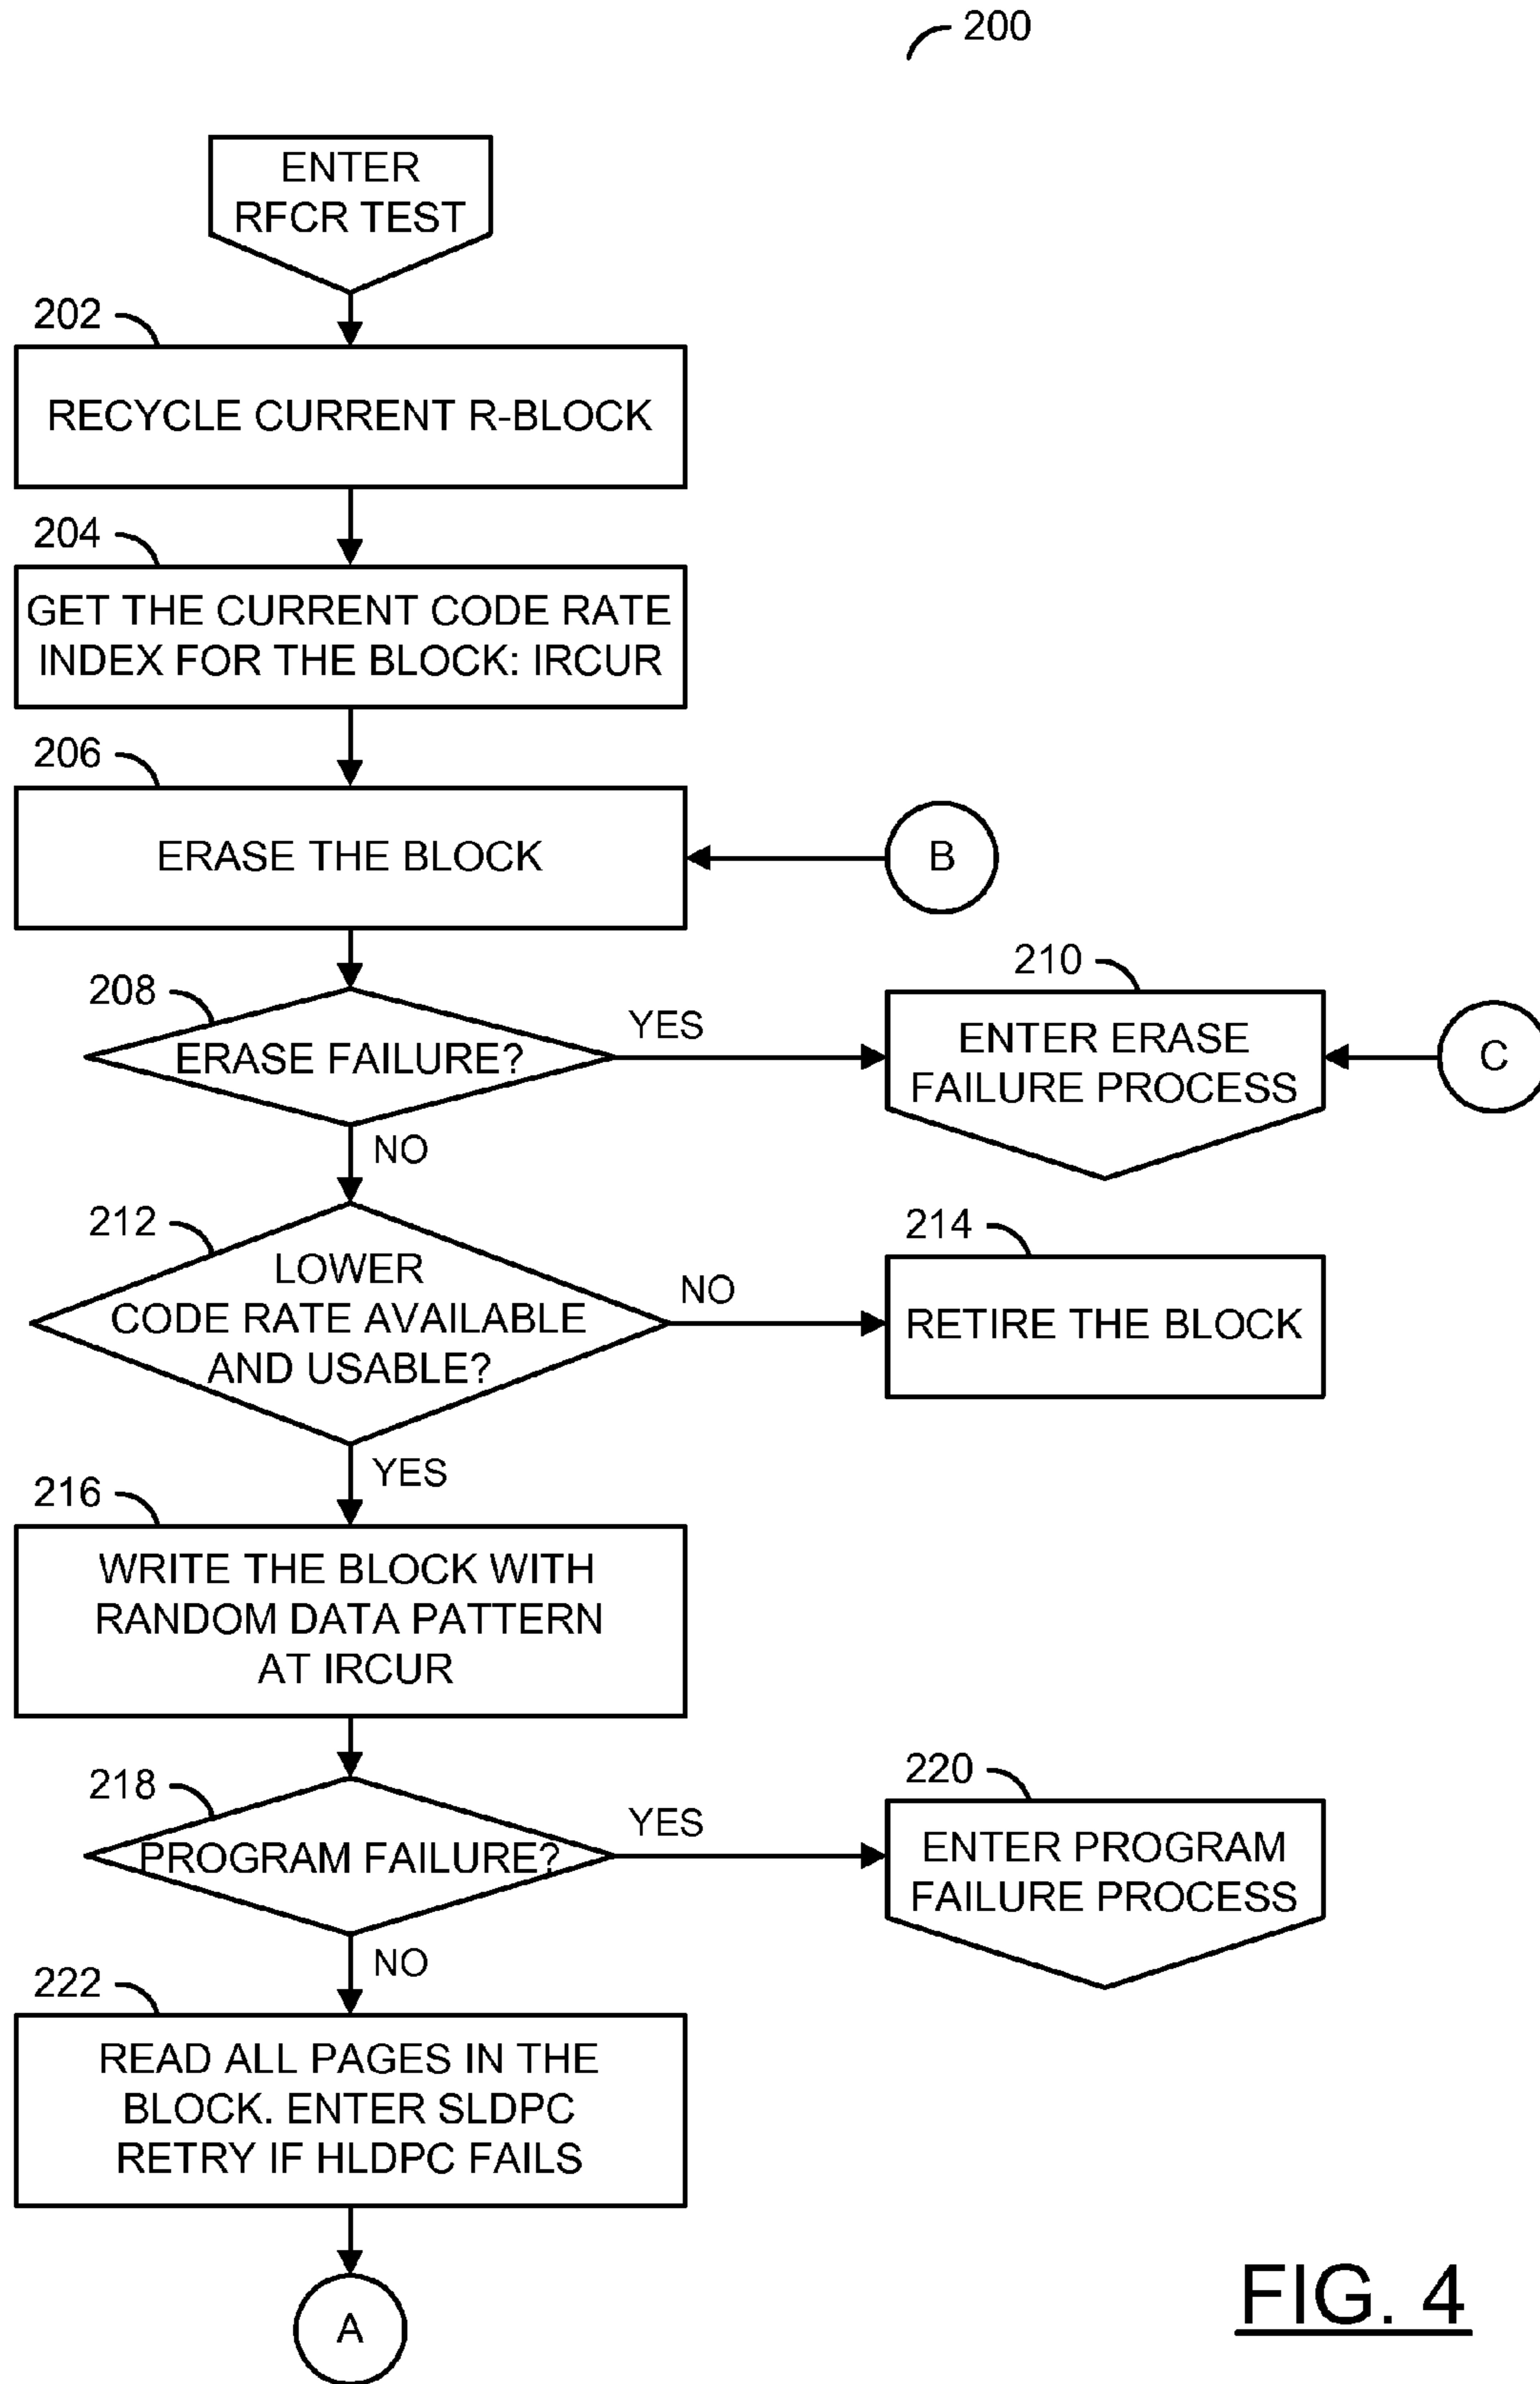 200
ENTER
RFCR TEST
202
RECYCLE CURRENT R-BLOCK
204
GET THE CURRENT CODE RATE
INDEX FOR THE BLOCK: IRCUR
206
ERASE THE BLOCK
B
208
ERASE FAILURE?
YES
NO
210
ENTER ERASE
FAILURE PROCESS
C
212
LOWER
CODE RATE AVAILABLE
AND USABLE?
NO
YES
214
RETIRE THE BLOCK
216
WRITE THE BLOCK WITH
RANDOM DATA PATTERN
AT IRCUR
218
PROGRAM FAILURE?
YES
NO
220
ENTER PROGRAM
FAILURE PROCESS
222
READ ALL PAGES IN THE
BLOCK. ENTER SLDPC
RETRY IF HLDPC FAILS
A
FIG. 4